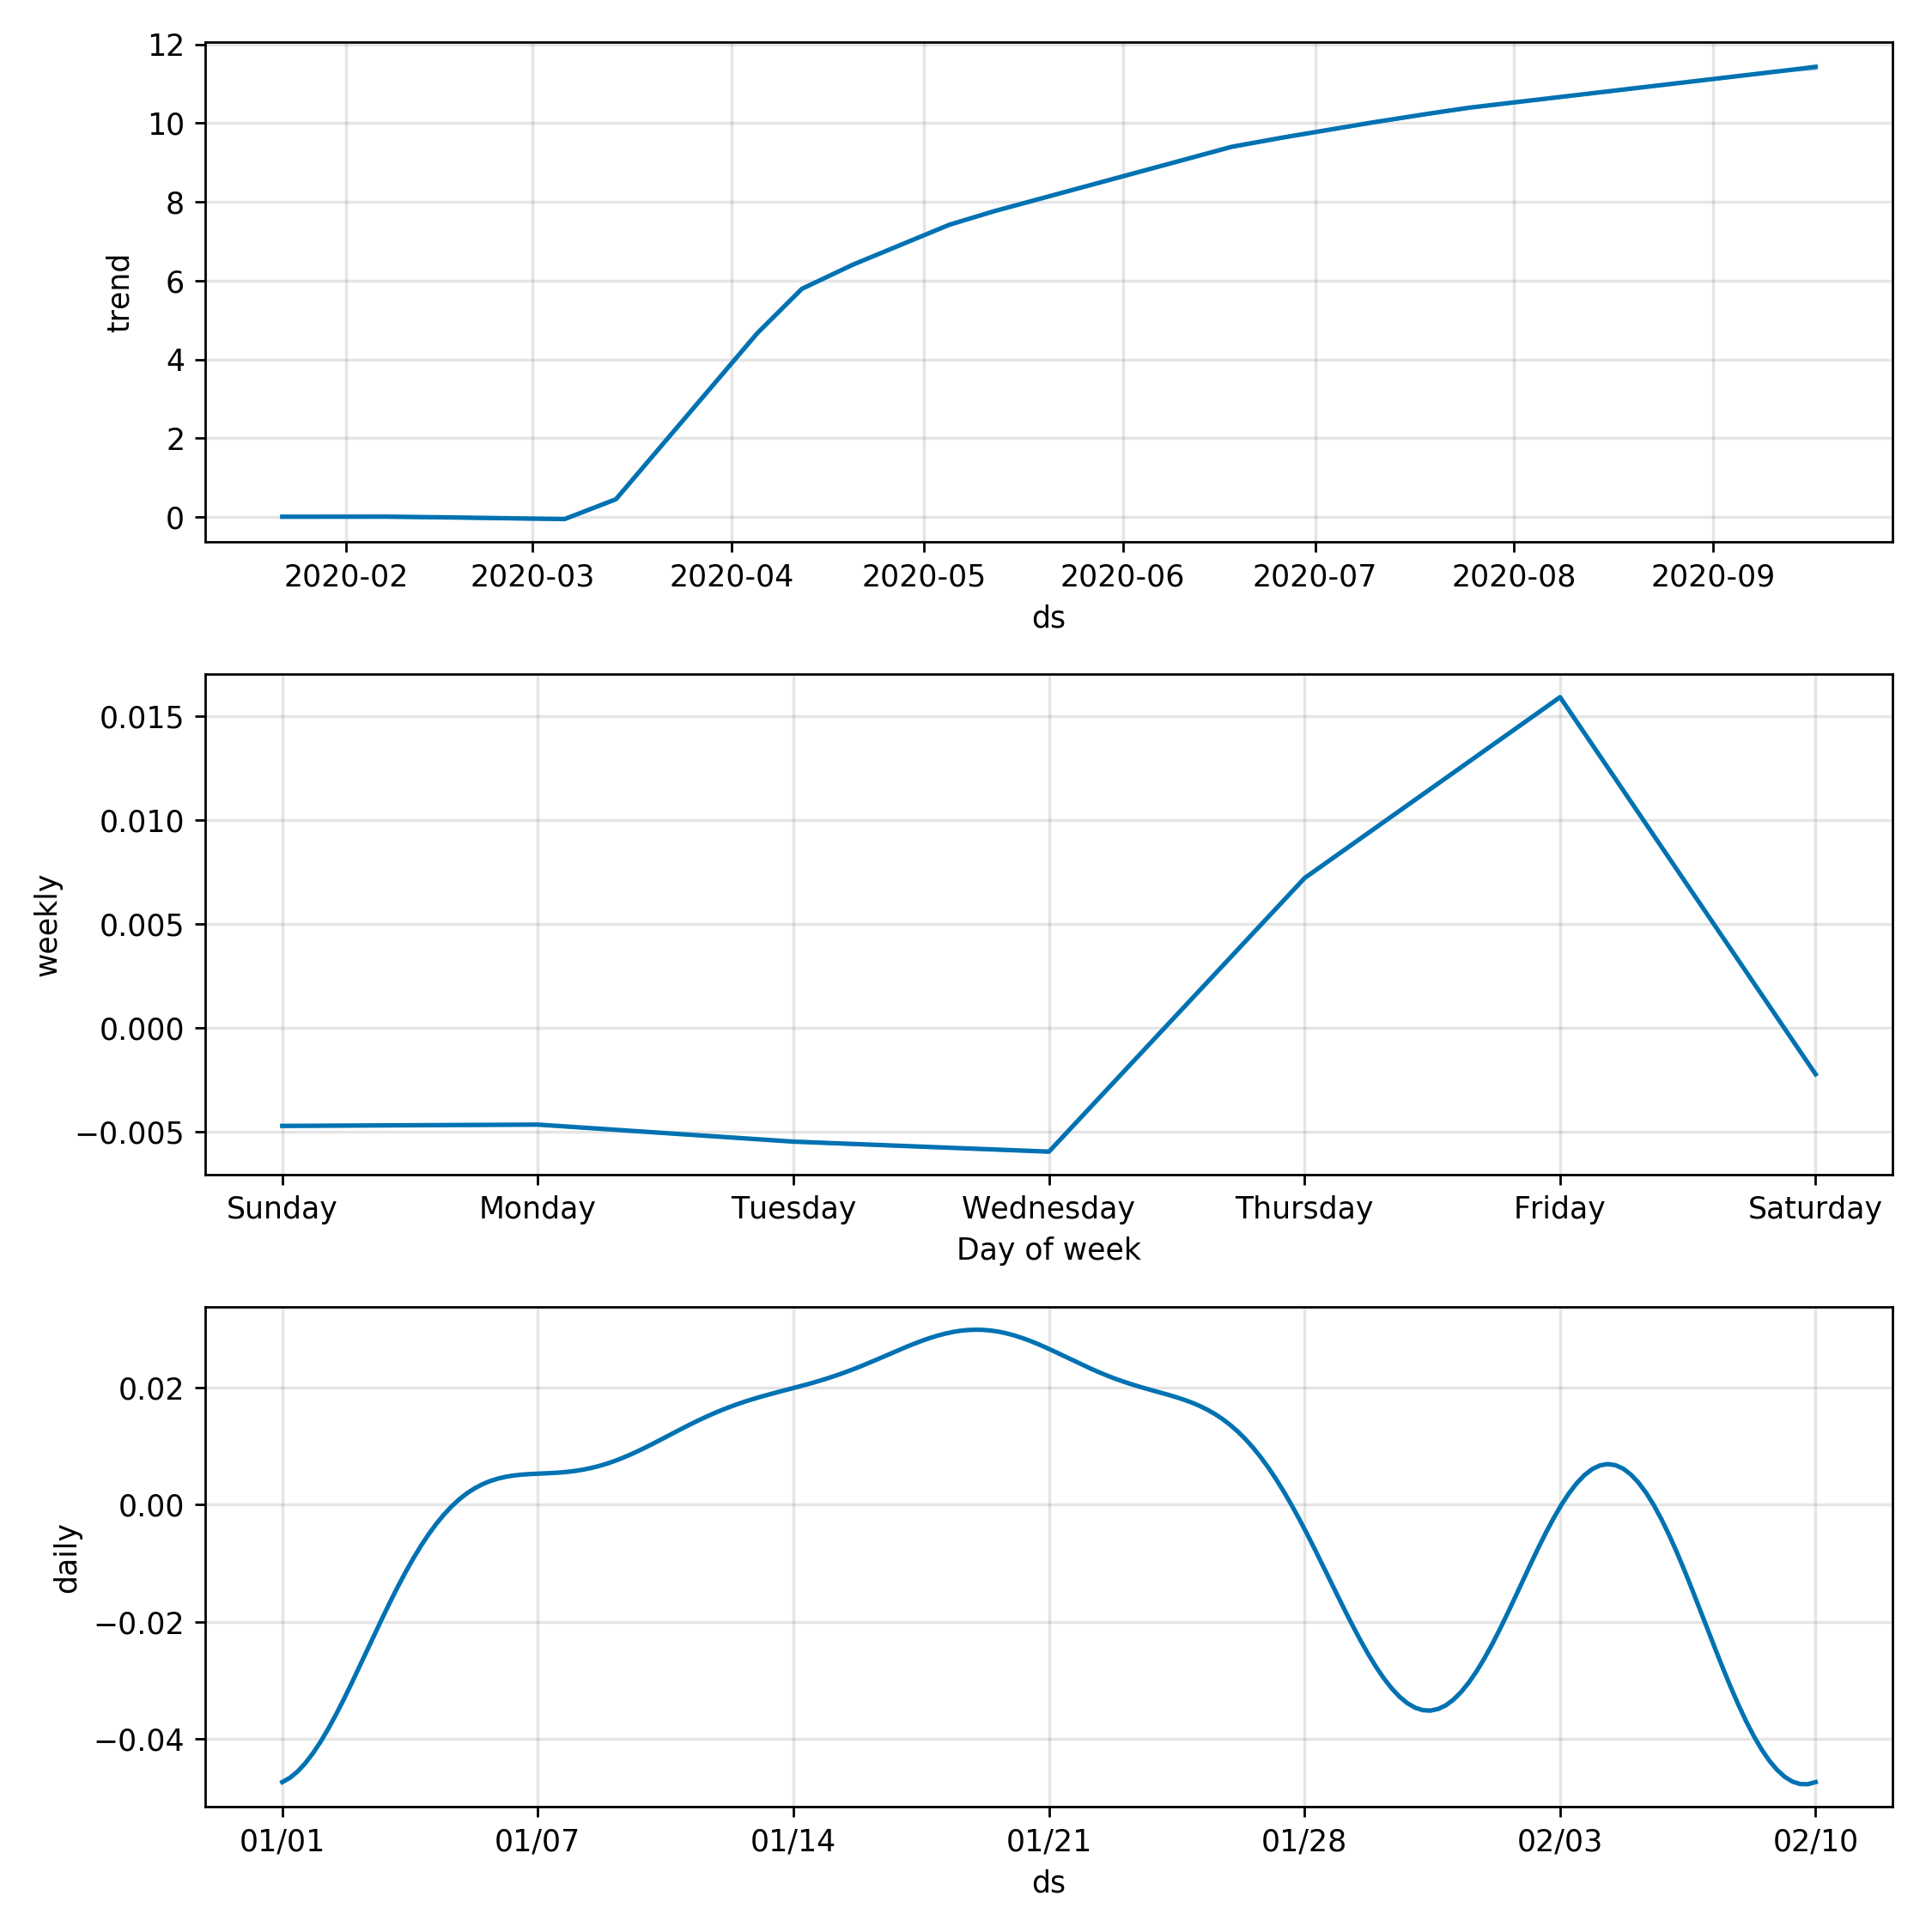 12
10
8
6
4
2
0
trend
2020-02 2020-03 2020-04 2020-05 2020-06 2020-07 2020-08 2020-09
ds
0.015
0.010
0.005
0.000
−0.005
weekly
Sunday Monday Tuesday Wednesday Thursday Friday Saturday
Day of week
0.02
0.00
−0.02
−0.04
daily
01/01 01/07 01/14 01/21 01/28 02/03 02/10
ds